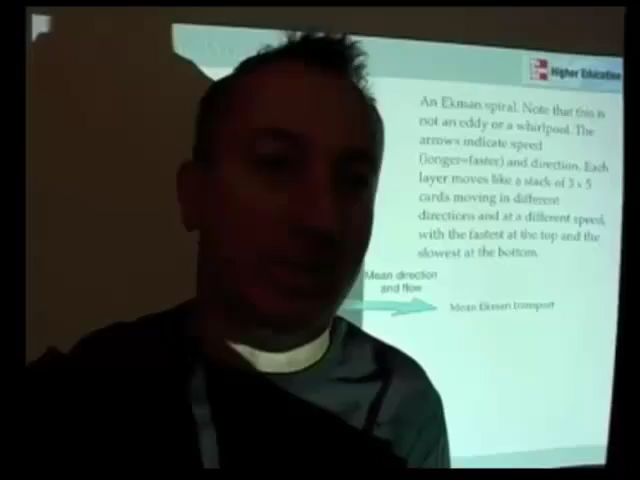 Higher Education
An Ekman spiral. Note that this is
not an eddy or a whirlpool. The
arrows indicate speed
(longer=faster) and direction. Each
layer moves like a stack of 3 x 5
cards moving in different
directions and at a different speed,
with the fastest at the top and the
slowest at the bottom.
Mean direction
and flow
Mean Ekman transport